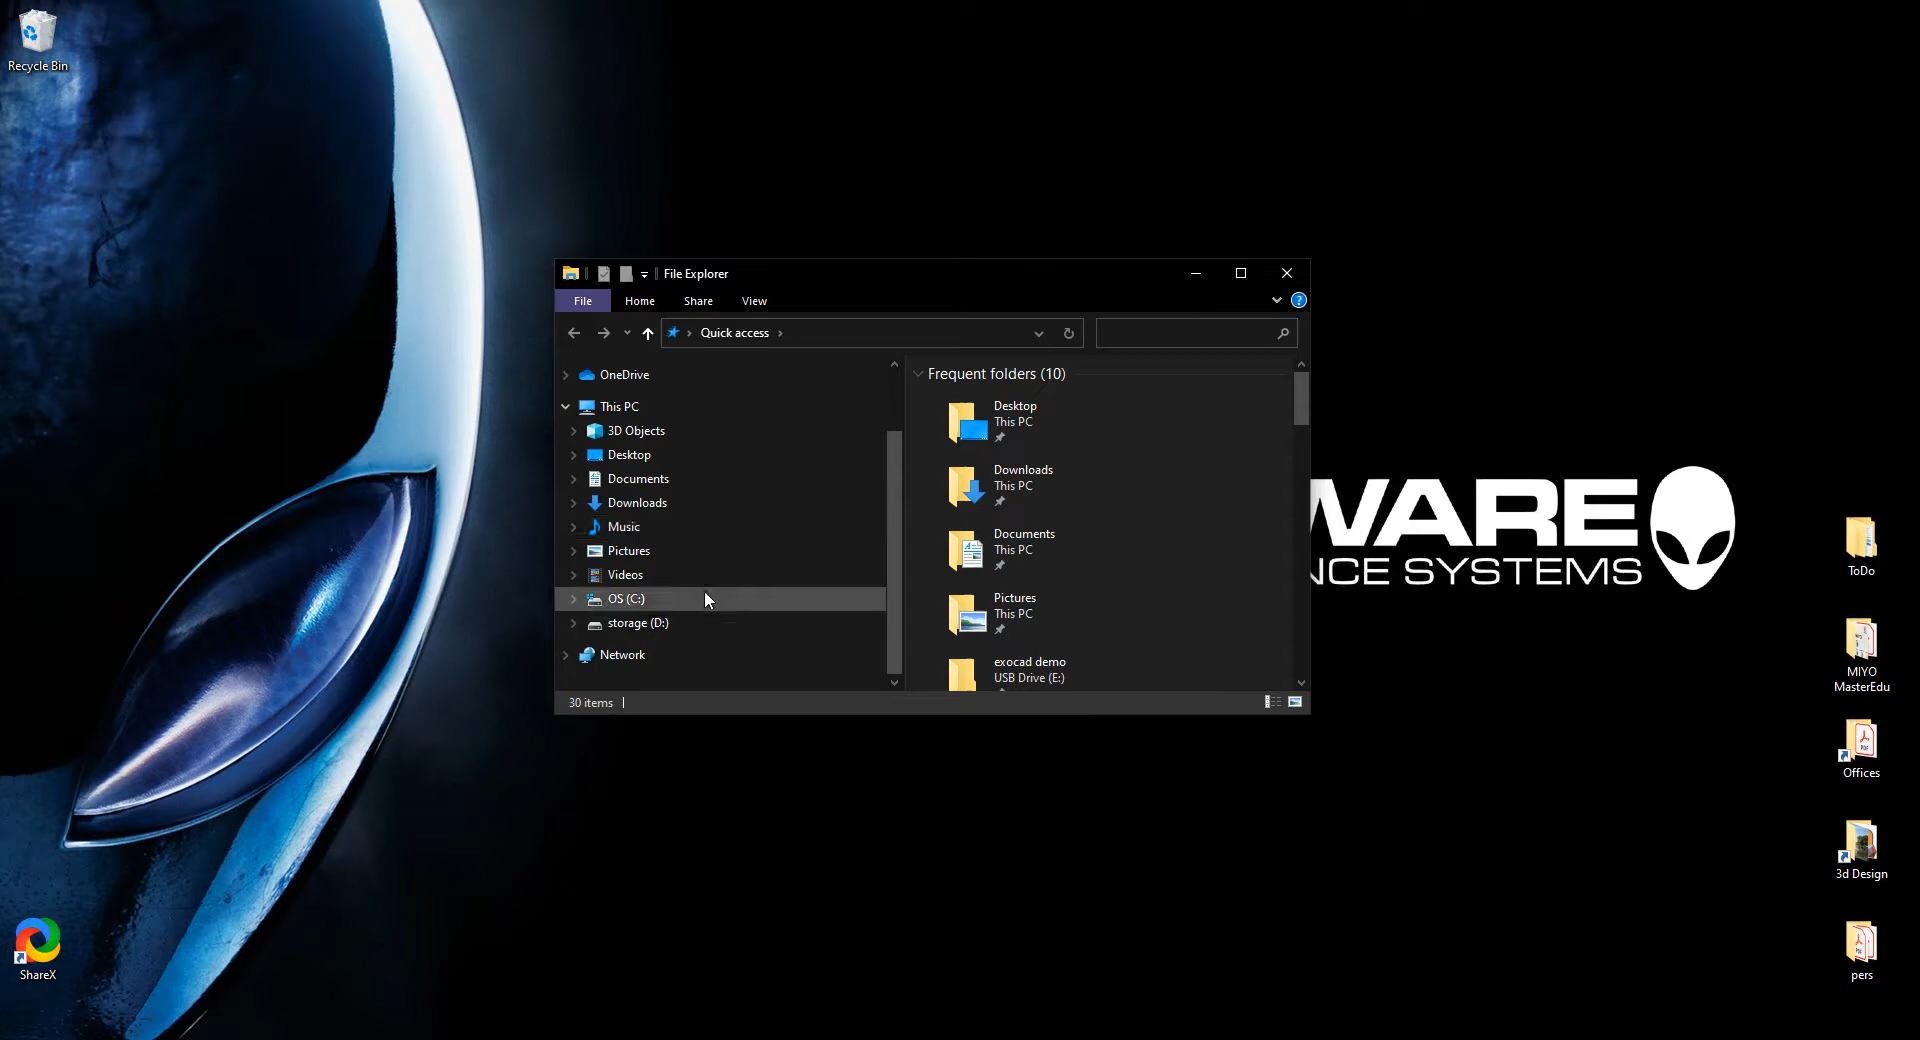 Recycle Bin
File Explorer
File Home Share View
Quick access
OneDrive
This PC
3D Objects
Desktop
Documents
Downloads
Music
Pictures
Videos
OS (C:)
storage (D:)
Network
Frequent folders (10)
Desktop
This PC
Downloads
This PC
Documents
This PC
Pictures
This PC
exocad demo
USB Drive (E:)
30 items
WARE
NCE SYSTEMS
ToDo
MIYO
MasterEdu
Offices
3d Design
pers
ShareX